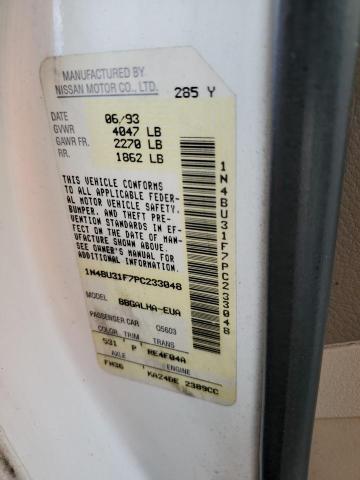 MANUFACTURED BY
NISSAN MOTOR CO., LTD.
285 Y
DATE 06/93
GVWR 4047 LB
GAWR FR. 2270 LB
RR. 1862 LB
THIS VEHICLE CONFORMS
TO ALL APPLICABLE FEDER-
AL MOTOR VEHICLE SAFETY,
BUMPER, AND THEFT PRE-
VENTION STANDARDS IN EF-
FECT ON THE DATE OF MAN-
UFACTURE SHOWN ABOVE.
SEE OWNER'S MANUAL FOR
ADDITIONAL INFORMATION.
1N4BU31F7PC233048
MODEL BBGALHA-EUA
PASSENGER CAR G5603
COLOR TRIM TRANS
531 P RE4F04A
AXLE ENGINE
FN36 KA24DE 2389CC
1N4BU31F7PC233048